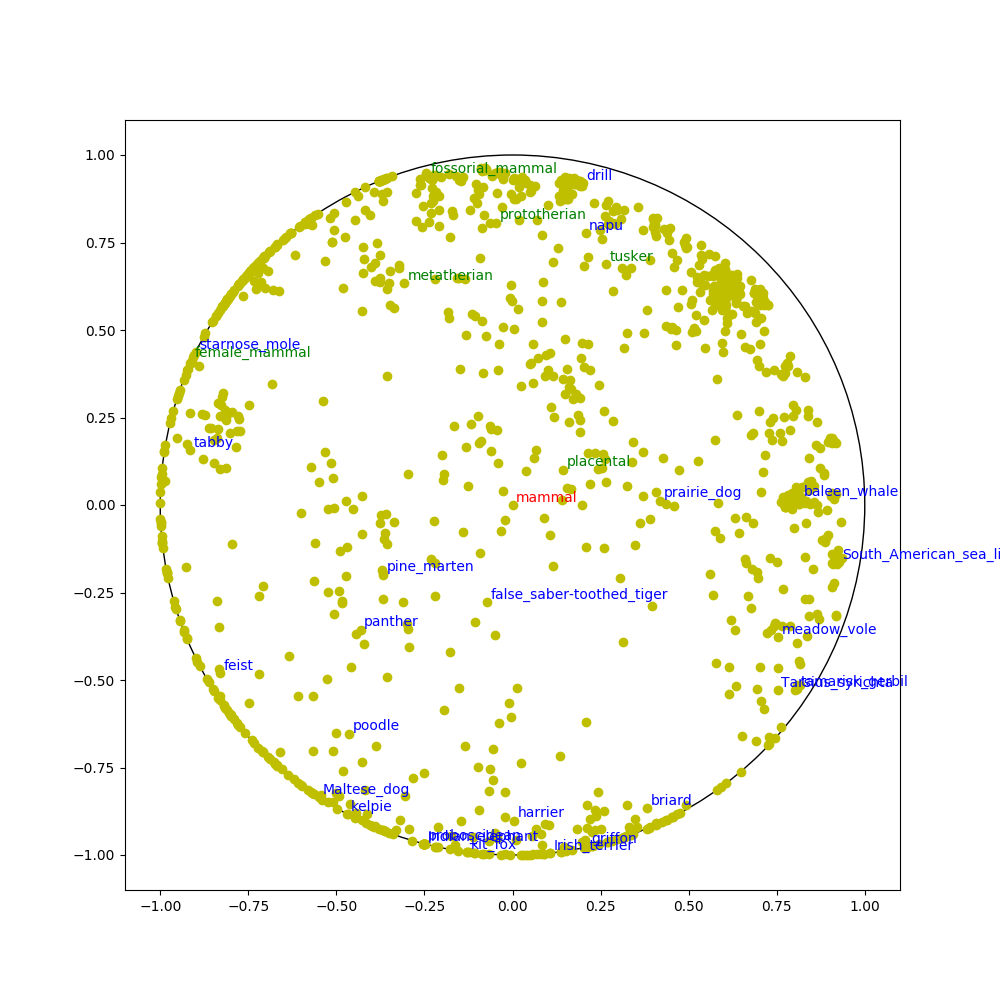 1.00
0.75
0.50
0.25
0.00
−0.25
−0.50
−0.75
−1.00
fossorial_mammal
drill
prototherian
napu
tusker
metatherian
starnose_mole
female_mammal
tabby
placental
baleen_whale
prairie_dog
mammal
South_American_sea_li
pine_marten
false_saber-toothed_tiger
panther
meadow_vole
feist
tamarisk_gerbil
poodle
Maltese_dog
briard
kelpie
harrier
griffon
kit_fox
Irish_terrier
−1.00 −0.75 −0.50 −0.25 0.00 0.25 0.50 0.75 1.00